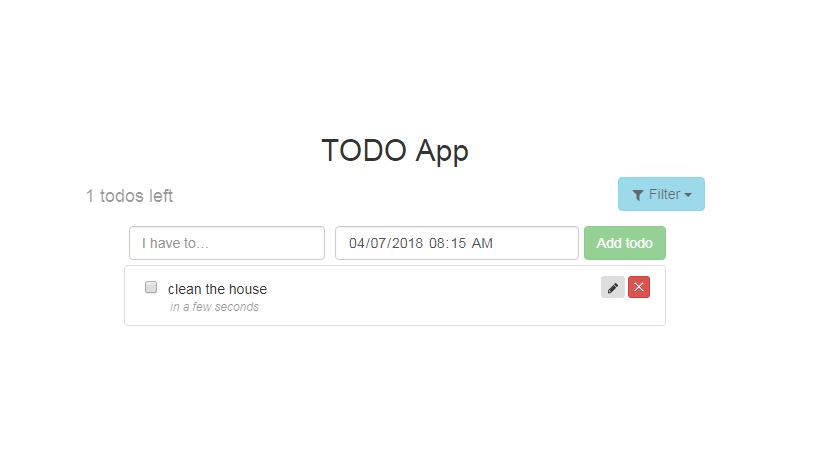 TODO App
1 todos left
Filter
I have to...
04/07/2018 08:15 AM
Add todo
clean the house
in a few seconds